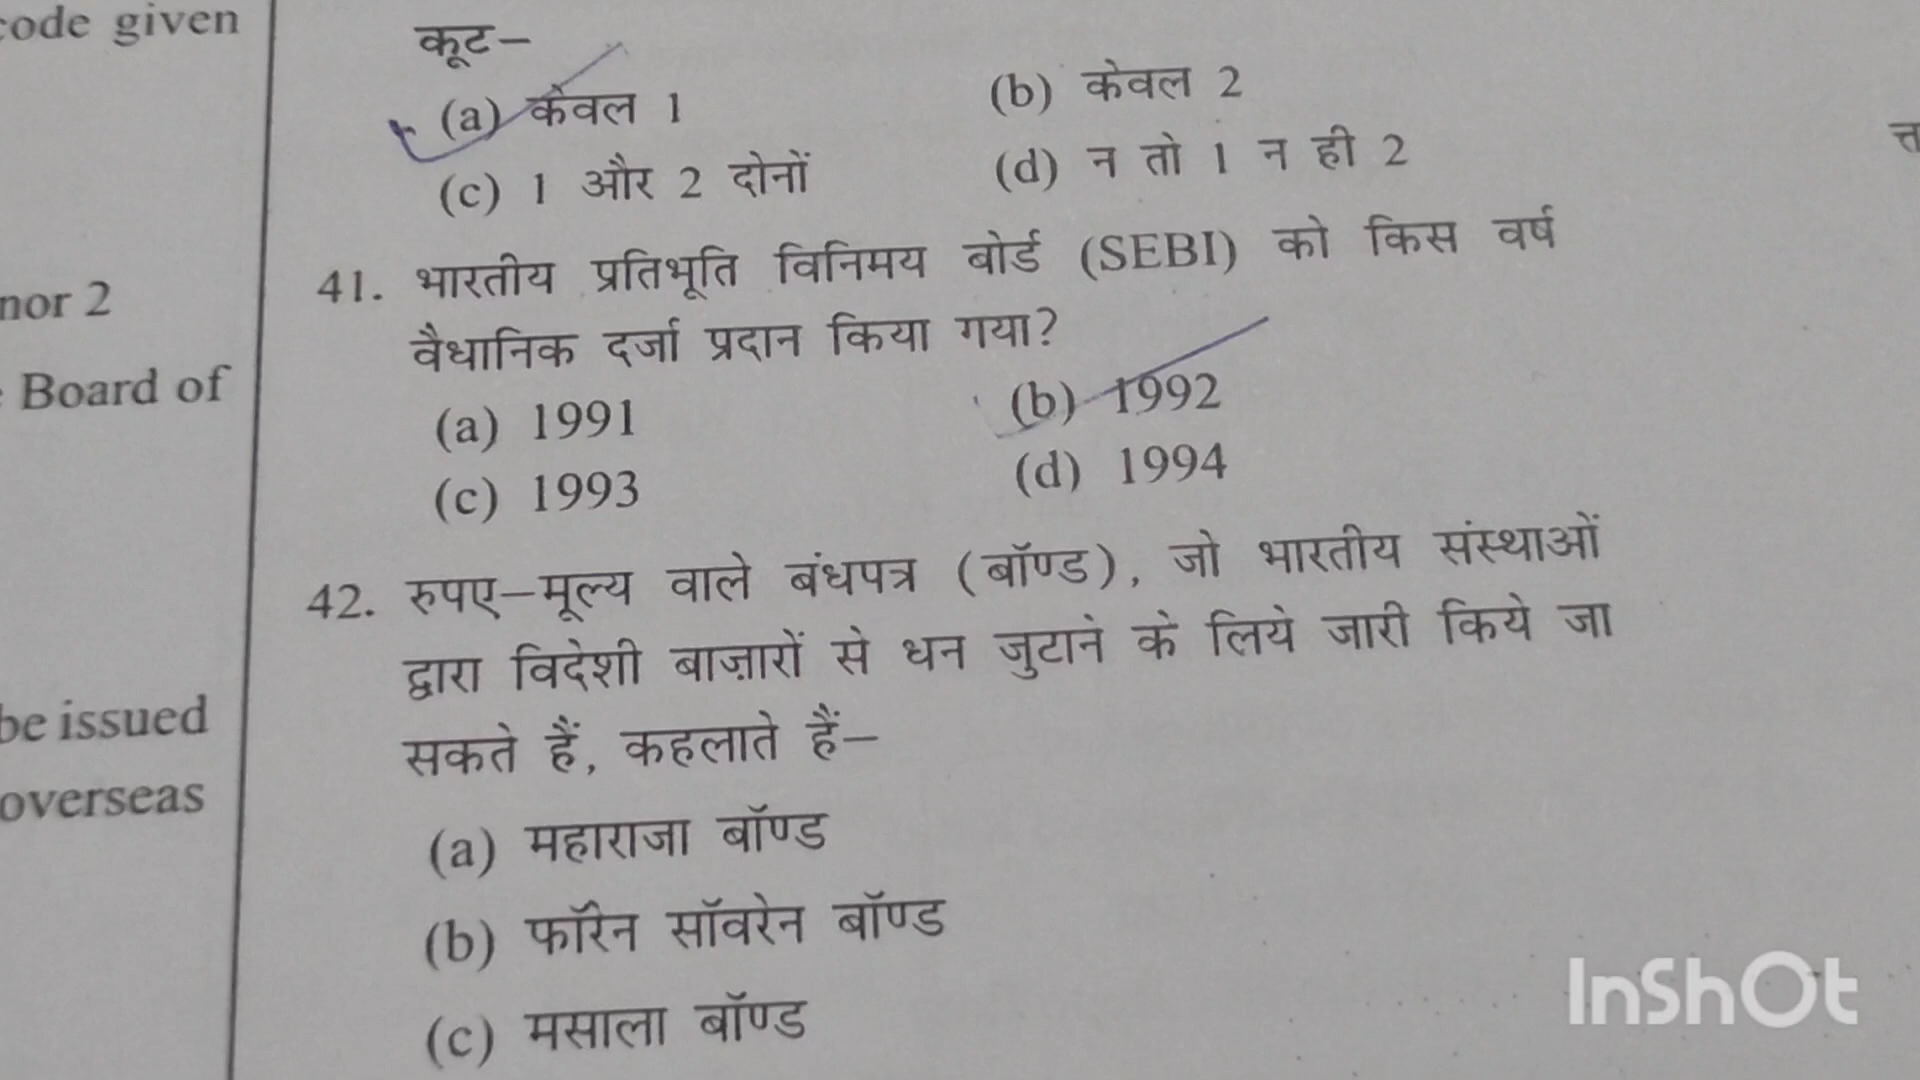 code given
nor 2
Board of
be issued
overseas
कूट–
(a) केवल 1 (b) केवल 2
(c) 1 और 2 दोनों (d) न तो 1 न ही 2
41. भारतीय प्रतिभूति विनिमय बोर्ड (SEBI) को किस वर्ष
वैधानिक दर्जा प्रदान किया गया?
(a) 1991 (b) 1992
(c) 1993 (d) 1994
42. रुपए–मूल्य वाले बंधपत्र (बॉण्ड), जो भारतीय संस्थाओं
द्वारा विदेशी बाज़ारों से धन जुटाने के लिये जारी किये जा
सकते हैं, कहलाते हैं–
(a) महाराजा बॉण्ड
(b) फॉरेन सॉवरेन बॉण्ड
(c) मसाला बॉण्ड
InShOt